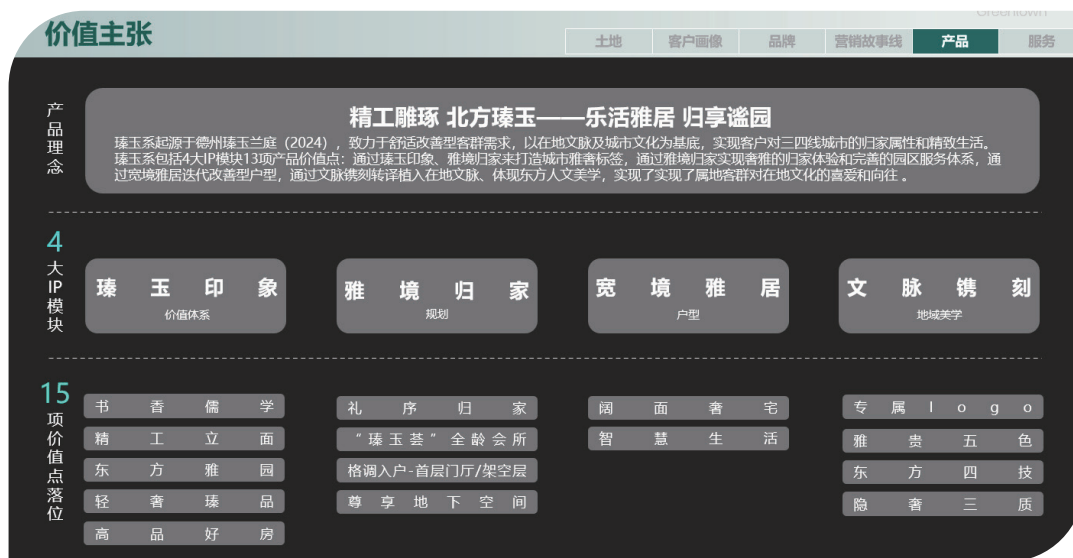 Greentown
价值主张
土地 客户画像 品牌 营销故事线 产品 服务
产品理念
精工雕琢 北方瑧玉——乐活雅居 归享谧园
瑧玉系起源于德州瑧玉兰庭（2024），致力于舒适改善型客群需求，以在地文脉及城市文化为基底，实现客户对三四线城市的归家属性和精致生活。
瑧玉系包括4大IP模块13项产品价值点：通过瑧玉印象、雅境归家来打造城市雅奢标签，通过雅境归家实现奢雅的归家体验和完善的园区服务体系，通
过宽境雅居迭代改善型户型，通过文脉镌刻转译植入在地文脉、体现东方人文美学，实现了实现了属地客群对在地文化的喜爱和向往 。
4大IP模块
瑧玉印象
价值体系
雅境归家
规划
宽境雅居
户型
文脉镌刻
地域美学
15项价值点落位
书香儒学
精工立面
东方雅园
轻奢瑧品
高品好房
礼序归家
“瑧玉荟”全龄会所
格调入户-首层门厅/架空层
尊享地下空间
阔面奢宅
智慧生活
专属logo
雅贵五色
东方四技
隐奢三质